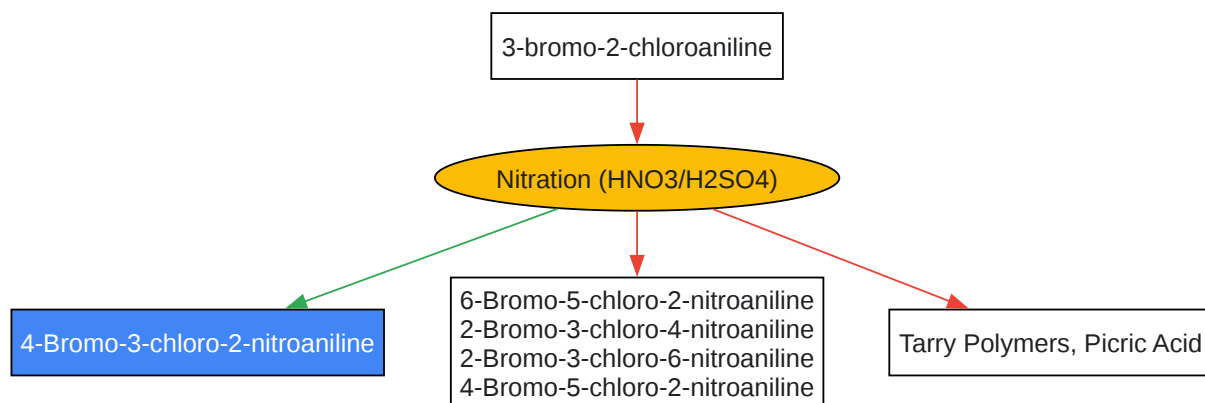 3-bromo-2-chloroaniline
Nitration (HNO3/H2SO4)
4-Bromo-3-chloro-2-nitroaniline
6-Bromo-5-chloro-2-nitroaniline
2-Bromo-3-chloro-4-nitroaniline
2-Bromo-3-chloro-6-nitroaniline
4-Bromo-5-chloro-2-nitroaniline
Tarry Polymers, Picric Acid